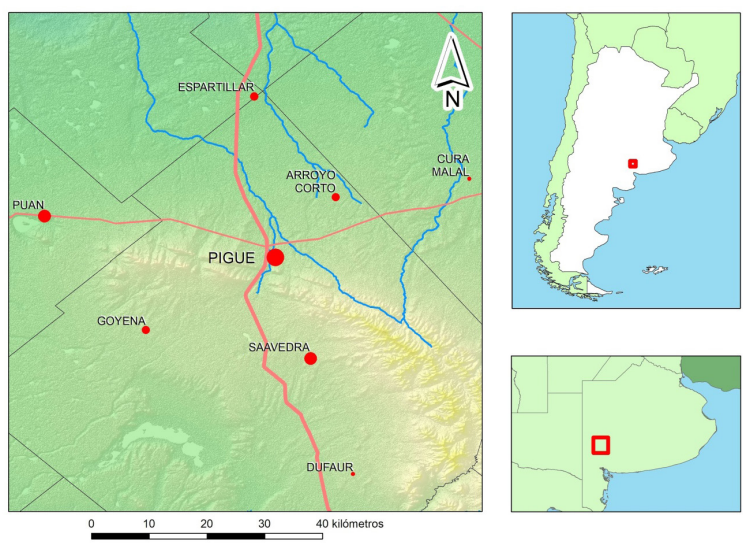 ESPARTILLAR
N
CURA
MALAL
ARROYO
CORTO
PUAN
PIGUE
GOYENA
SAAVEDRA
DUFAUR
0 10 20 30 40 kilómetros